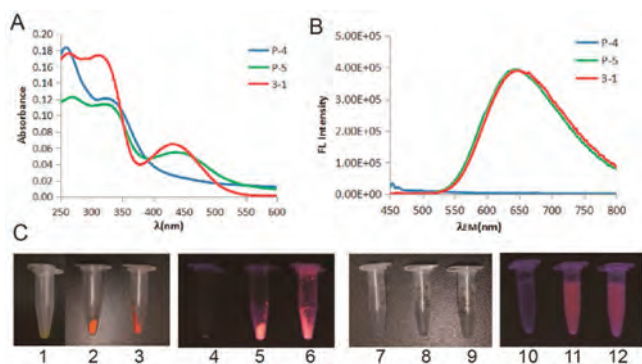 A
B
0.20
0.18
0.16
0.14
0.12
0.10
0.08
0.06
0.04
0.02
0.00
Absorbance
250 300 350 400 450 500 550 600
λ(nm)
P-4
P-5
3-1
5.00E+05
4.00E+05
3.00E+05
2.00E+05
1.00E+05
0.00E+00
FL Intensity
450 500 550 600 650 700 750 800
λEM(nm)
P-4
P-5
3-1
C
1 2 3 4 5 6 7 8 9 10 11 12